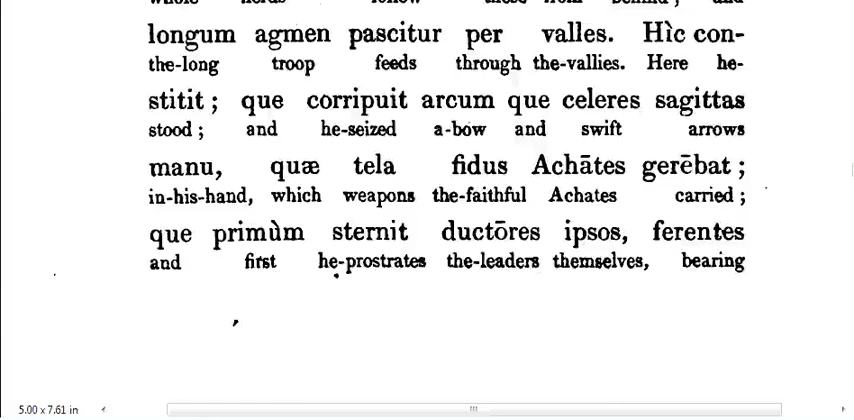 longum agmen pascitur per valles. Hìc con-
the-long troop feeds through the-vallies. Here he-
stitit; que corripuit arcum que celeres sagittas
stood; and he-seized a-bow and swift arrows
manu, quæ tela fidus Achātes gerēbat;
in-his-hand, which weapons the-faithful Achates carried;
que primùm sternit ductōres ipsos, ferentes
and first he-prostrates the-leaders themselves, bearing
5.00 x 7.61 in